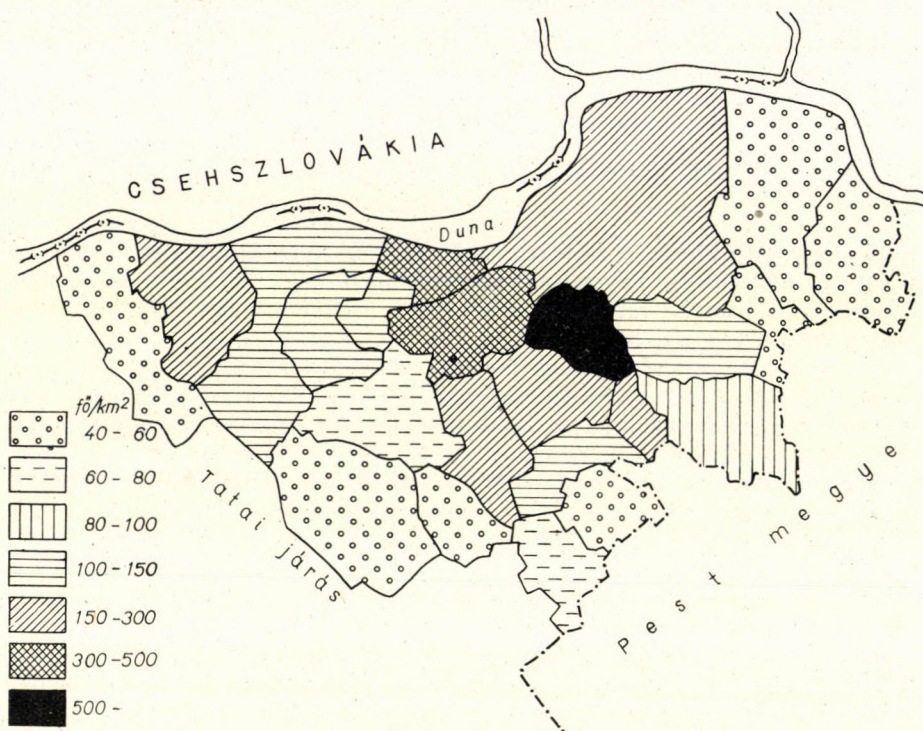 CSEHSZLOVÁKIA
Duna
fő/km²
40 - 60
60 - 80
80 - 100
100 - 150
150 - 300
300 - 500
500 -
Tatai járás
Pest megye